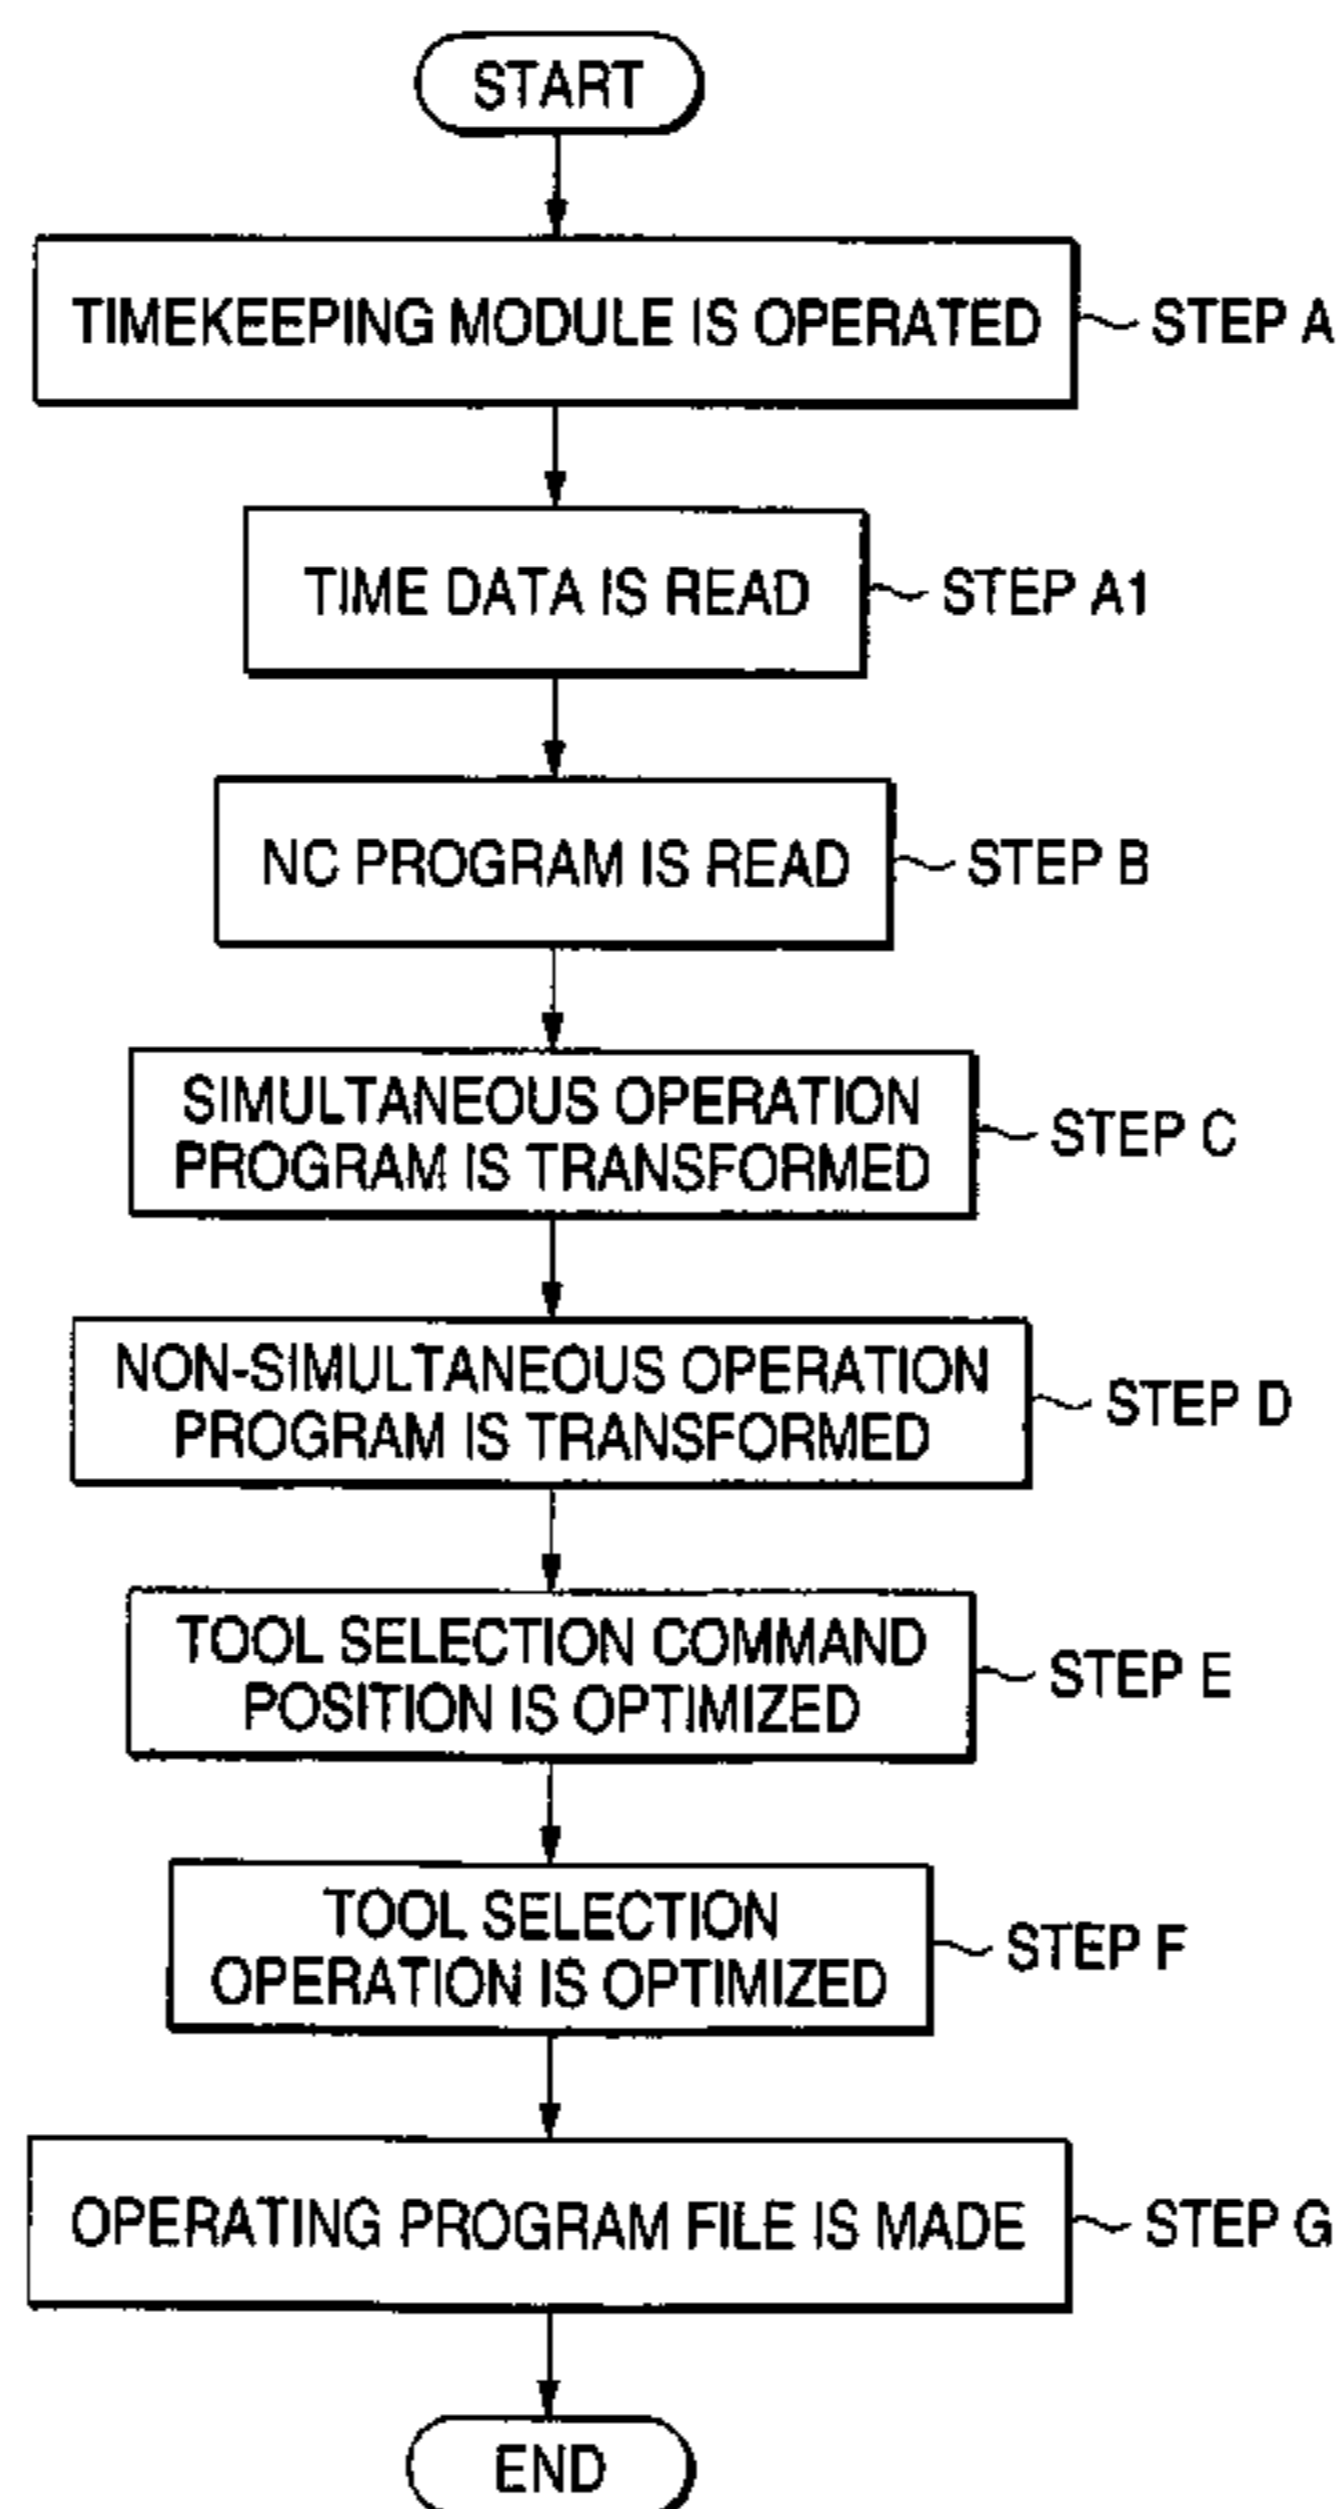 START
TIMEKEEPING MODULE IS OPERATED
STEP A
TIME DATA IS READ
STEP A1
NC PROGRAM IS READ
STEP B
SIMULTANEOUS OPERATION
PROGRAM IS TRANSFORMED
STEP C
NON-SIMULTANEOUS OPERATION
PROGRAM IS TRANSFORMED
STEP D
TOOL SELECTION COMMAND
POSITION IS OPTIMIZED
STEP E
TOOL SELECTION
OPERATION IS OPTIMIZED
STEP F
OPERATING PROGRAM FILE IS MADE
STEP G
END